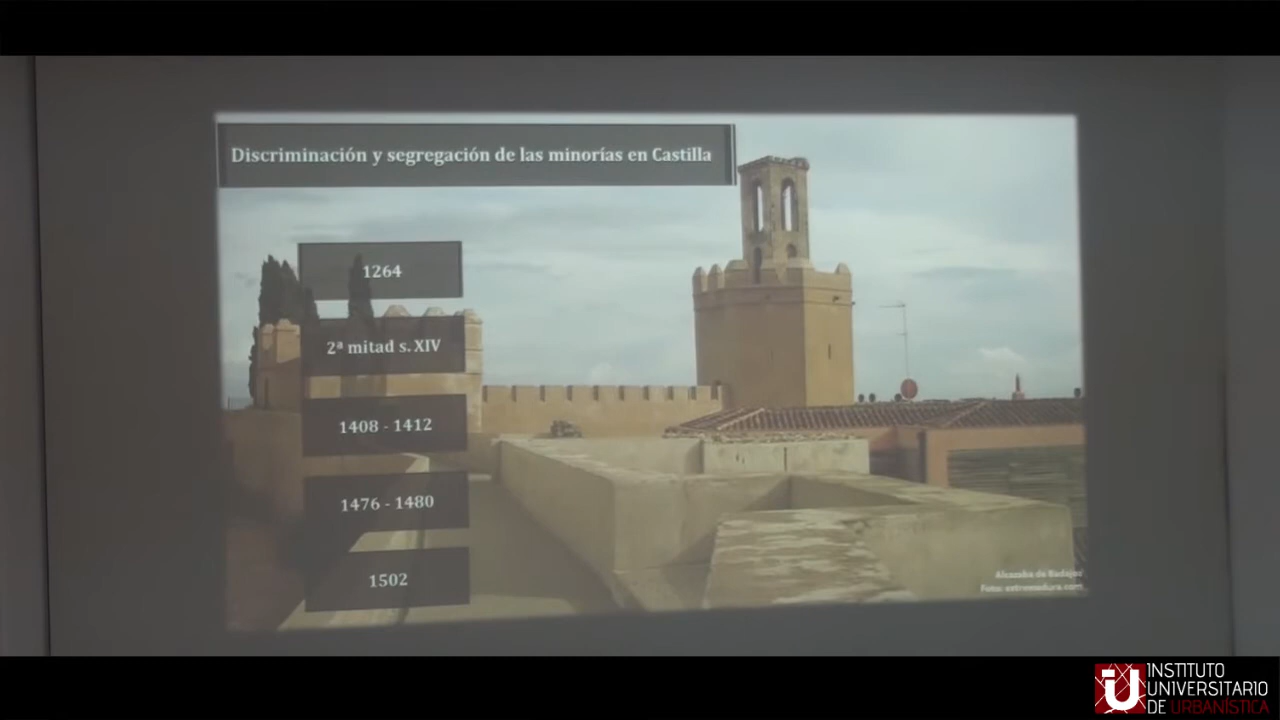 Discriminación y segregación de las minorías en Castilla
1264
2ª mitad s. XIV
1408 - 1412
1476 - 1480
1502
Alcazaba de Badajoz
Foto: extremadura.com
INSTITUTO
UNIVERSITARIO
DE URBANÍSTICA